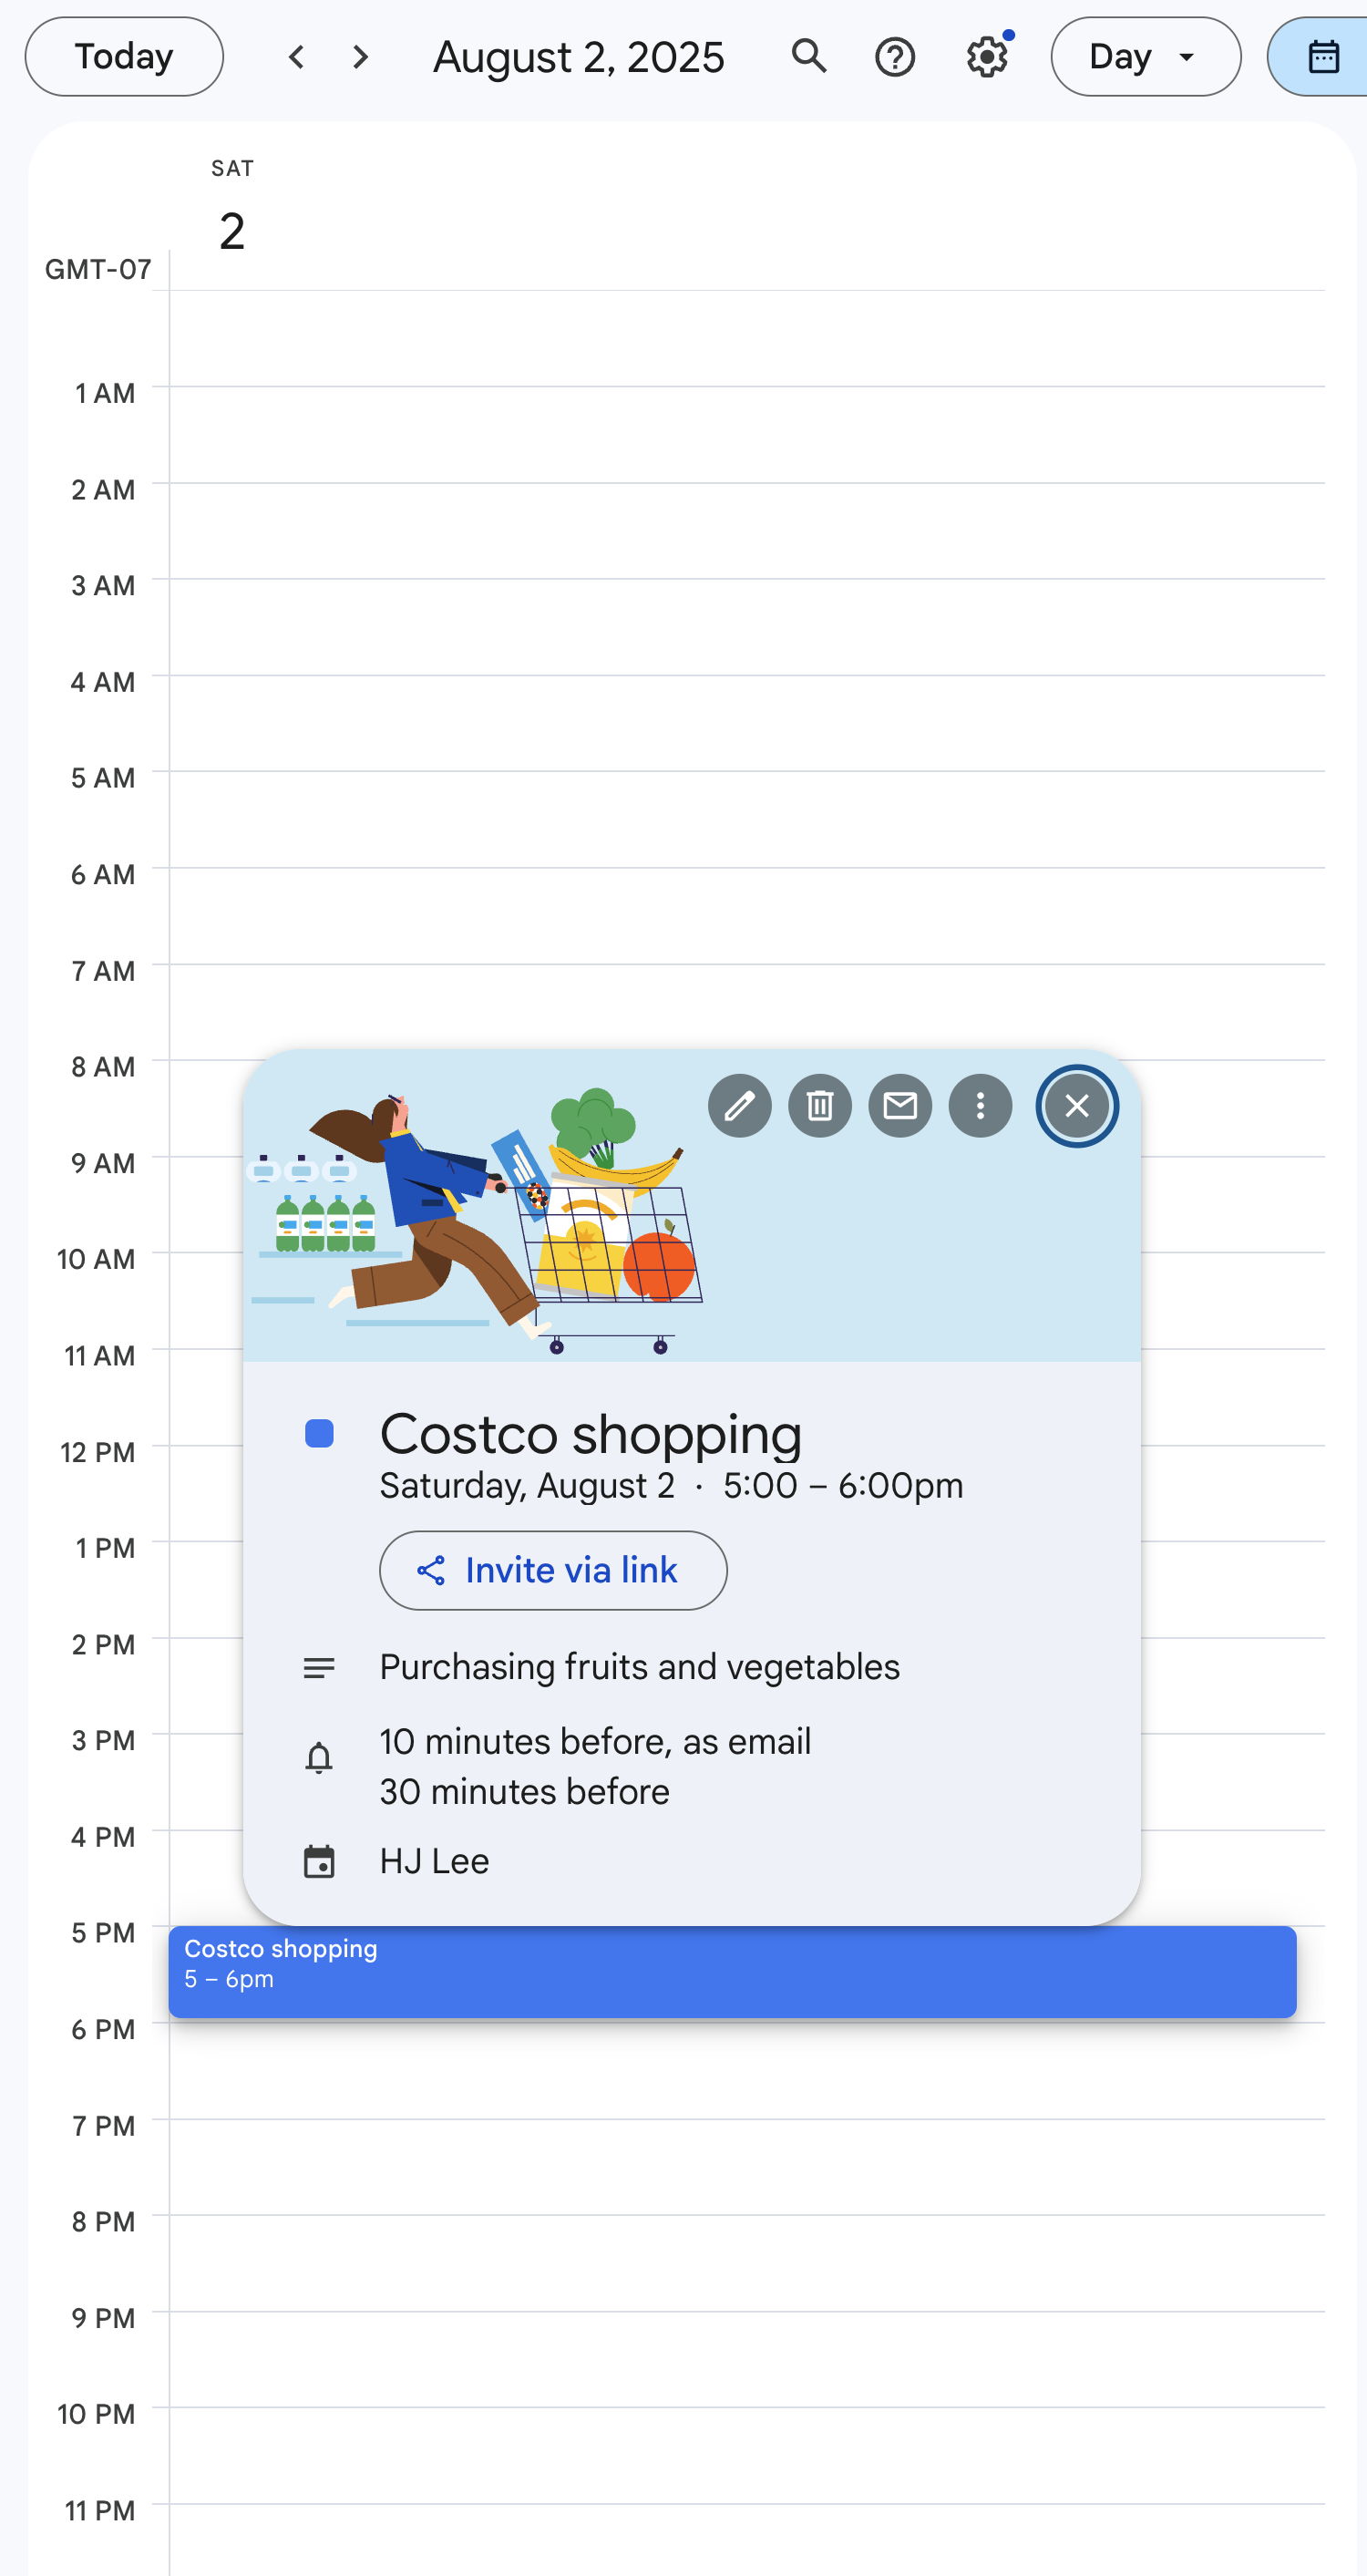 Today
August 2, 2025
Day
SAT
2
GMT-07
1 AM
2 AM
3 AM
4 AM
5 AM
6 AM
7 AM
8 AM
9 AM
10 AM
11 AM
12 PM
1 PM
2 PM
3 PM
4 PM
5 PM
6 PM
7 PM
8 PM
9 PM
10 PM
11 PM
Costco shopping
Saturday, August 2 · 5:00 – 6:00pm
Invite via link
Purchasing fruits and vegetables
10 minutes before, as email
30 minutes before
HJ Lee
Costco shopping
5 – 6pm